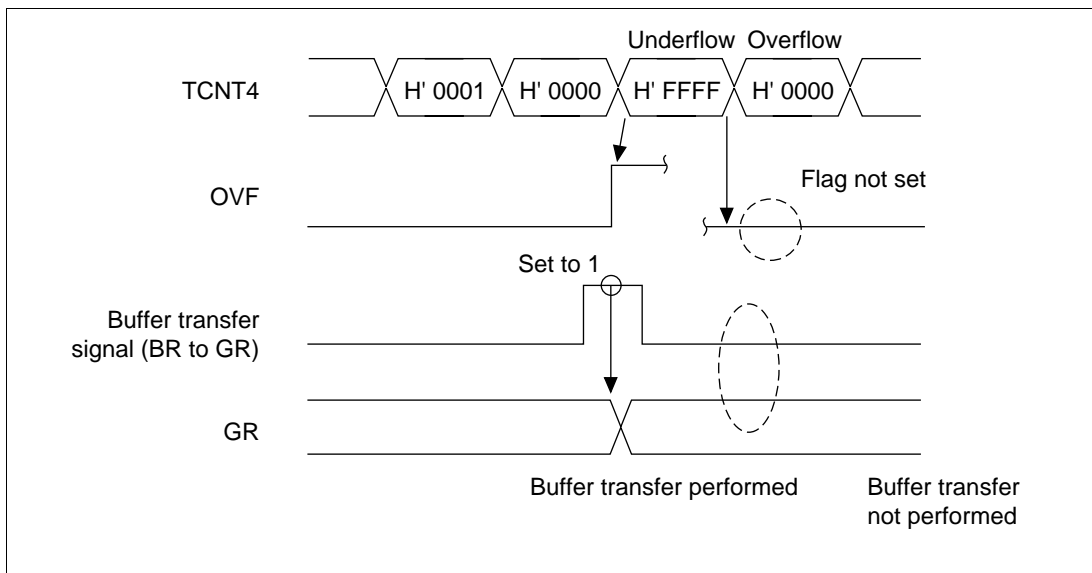 Underflow Overflow
TCNT4 H' 0001 H' 0000 H' FFFF H' 0000
OVF
Flag not set
Set to 1
Buffer transfer
signal (BR to GR)
GR
Buffer transfer performed
Buffer transfer
not performed